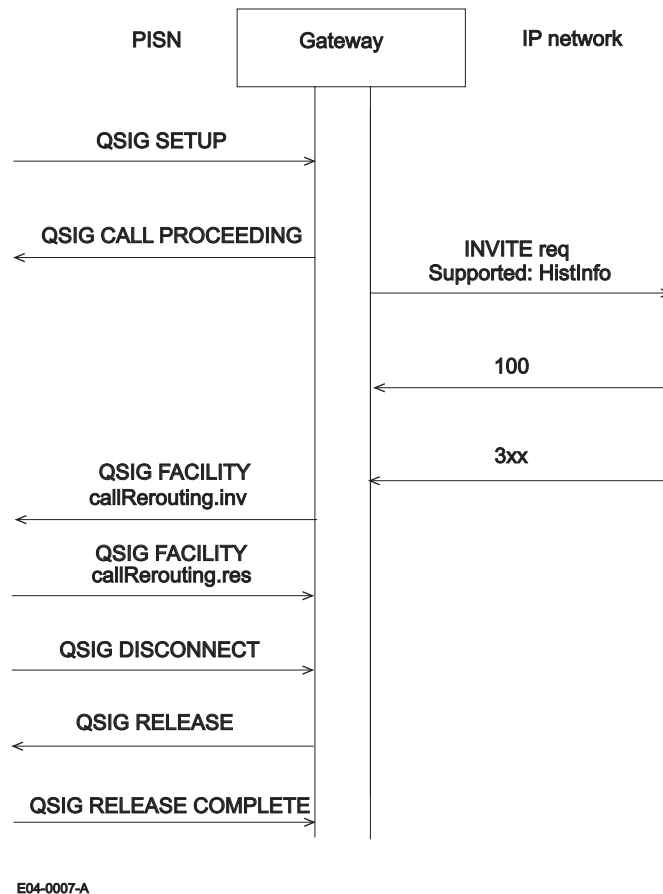 PISN
Gateway
IP network
QSIG SETUP
QSIG CALL PROCEEDING
INVITE req
Supported: HistInfo
100
3xx
QSIG FACILITY
callRerouting.inv
QSIG FACILITY
callRerouting.res
QSIG DISCONNECT
QSIG RELEASE
QSIG RELEASE COMPLETE
E04-0007-A